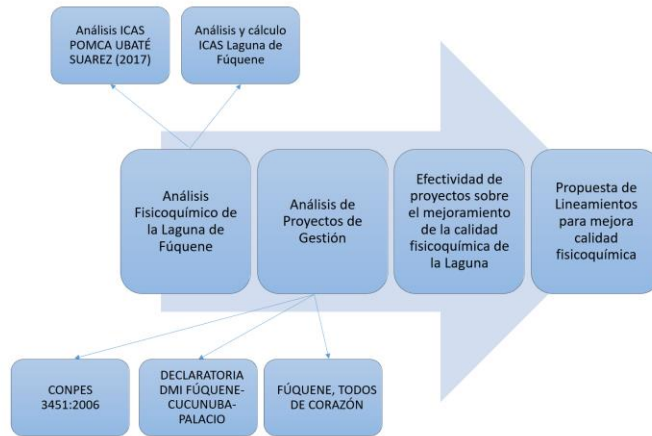 Análisis ICAS
POMCA UBATÉ
SUAREZ (2017)
Análisis y cálculo
ICAS Laguna de
Fúquene
Análisis
Fisicoquímico de
la Laguna de
Fúquene
Análisis de
Proyectos de
Gestión
Efectividad de
proyectos sobre
el mejoramiento
de la calidad
fisicoquímica de
la Laguna
Propuesta de
Lineamientos
para mejora
calidad
fisicoquímica
CONPES
3451:2006
DECLARATORIA
DMI FÚQUENE-
CUCUNUBA-
PALACIO
FÚQUENE, TODOS
DE CORAZÓN